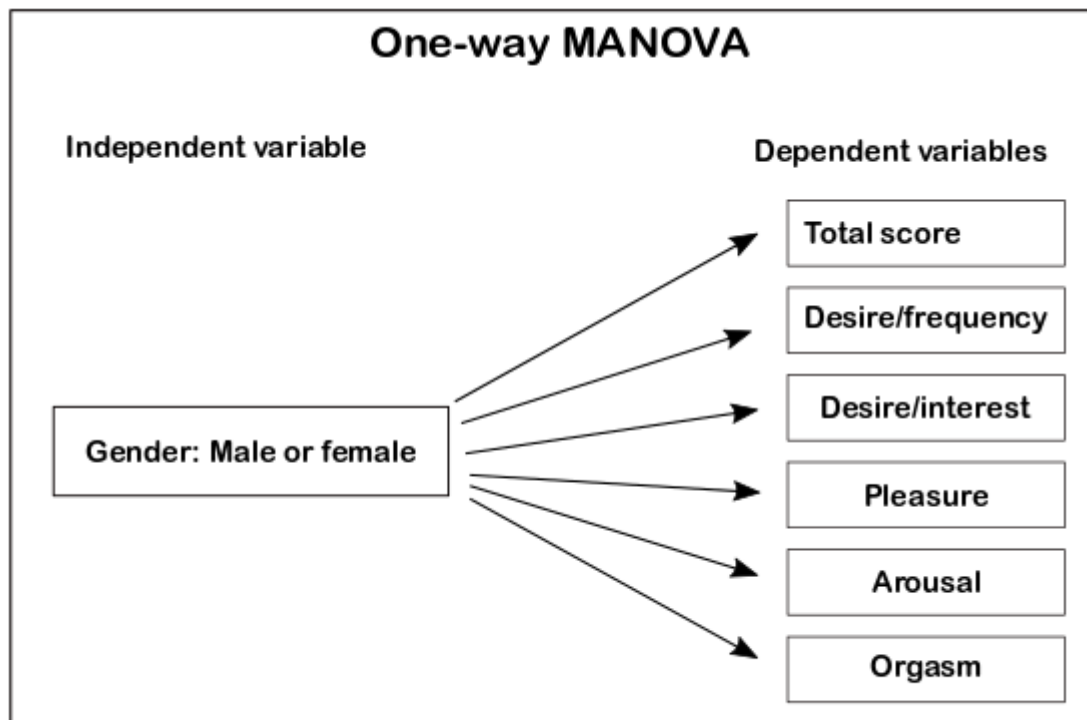 One-way MANOVA
Independent variable
Dependent variables
Gender: Male or female
Total score
Desire/frequency
Desire/interest
Pleasure
Arousal
Orgasm